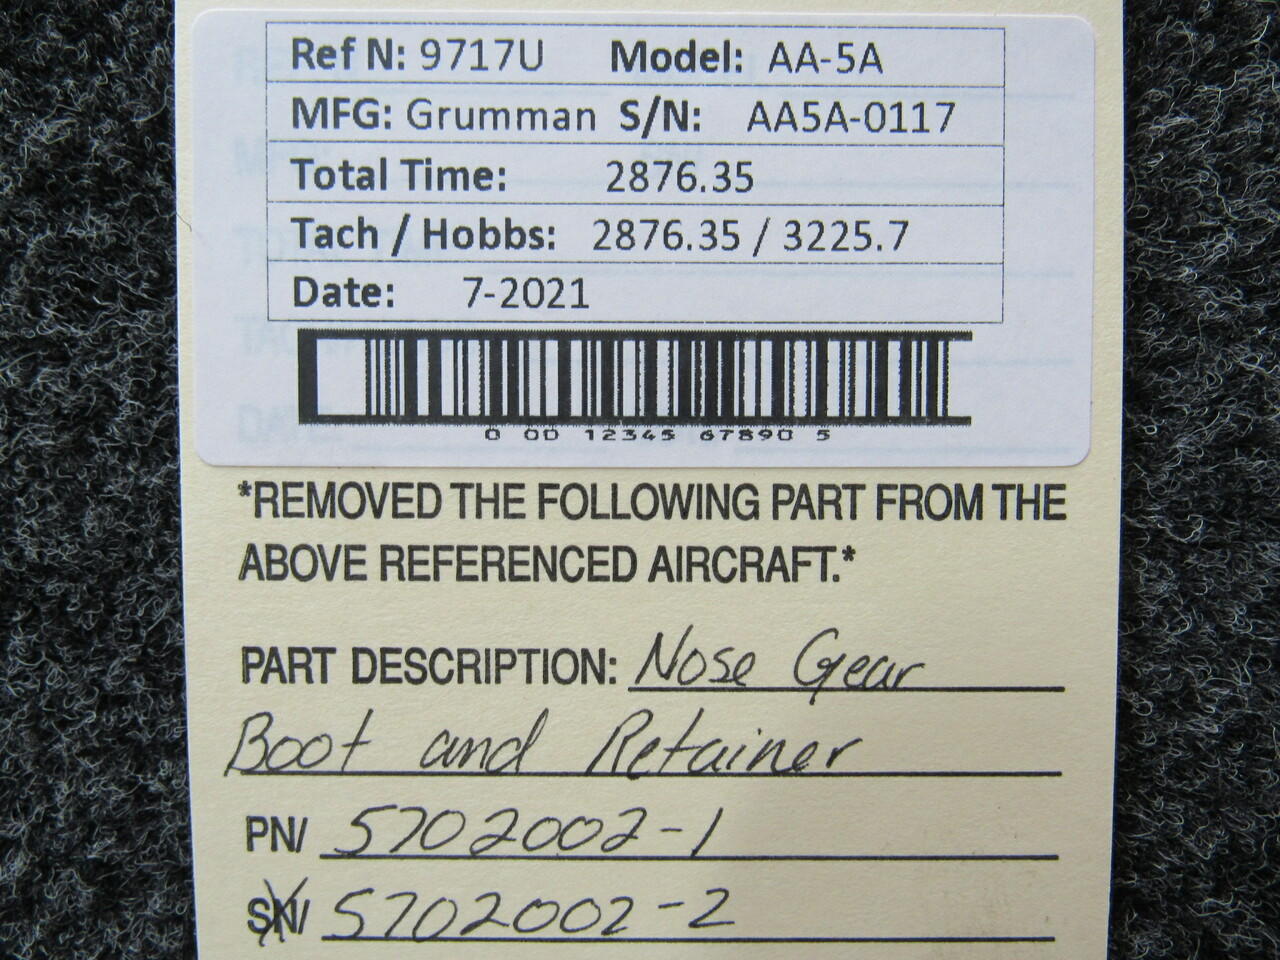 Ref N: 9717U Model: AA-5A
MFG: Grumman S/N: AA5A-0117
Total Time: 2876.35
Tach / Hobbs: 2876.35 / 3225.7
Date: 7-2021
0 00 12345 67890 5
*REMOVED THE FOLLOWING PART FROM THE
ABOVE REFERENCED AIRCRAFT.*
PART DESCRIPTION: Nose Gear
Boot and Retainer
PN/ 5702002-1
SN/ 5702002-2